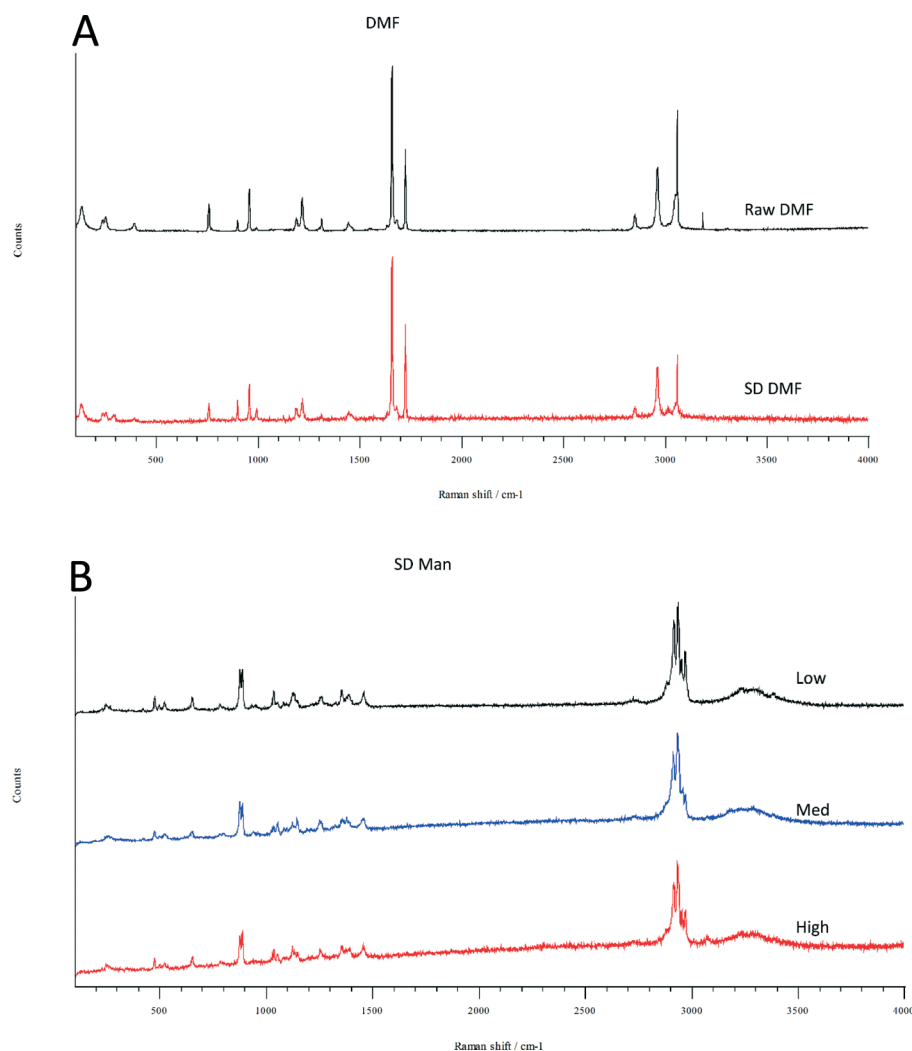 A
DMF
Raw DMF
Counts
SD DMF
500 1000 1500 2000 2500 3000 3500 4000
Raman shift / cm-1
B
SD Man
Low
Counts
Med
High
500 1000 1500 2000 2500 3000 3500 4000
Raman shift / cm-1